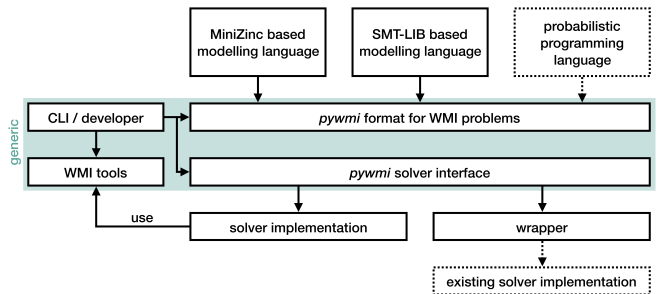 MiniZinc based
modelling language
SMT-LIB based
modelling language
probabilistic
programming
language
generic
CLI / developer
pywmi format for WMI problems
WMI tools
pywmi solver interface
use
solver implementation
wrapper
existing solver implementation